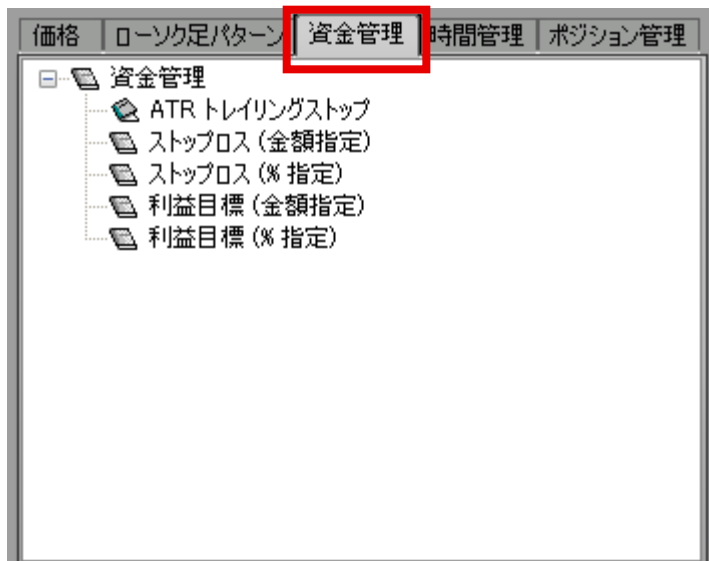 価格 ローソク足パターン 資金管理 時間管理 ポジション管理
資金管理
ATR トレイリングストップ
ストップロス (金額指定)
ストップロス (% 指定)
利益目標 (金額指定)
利益目標 (% 指定)